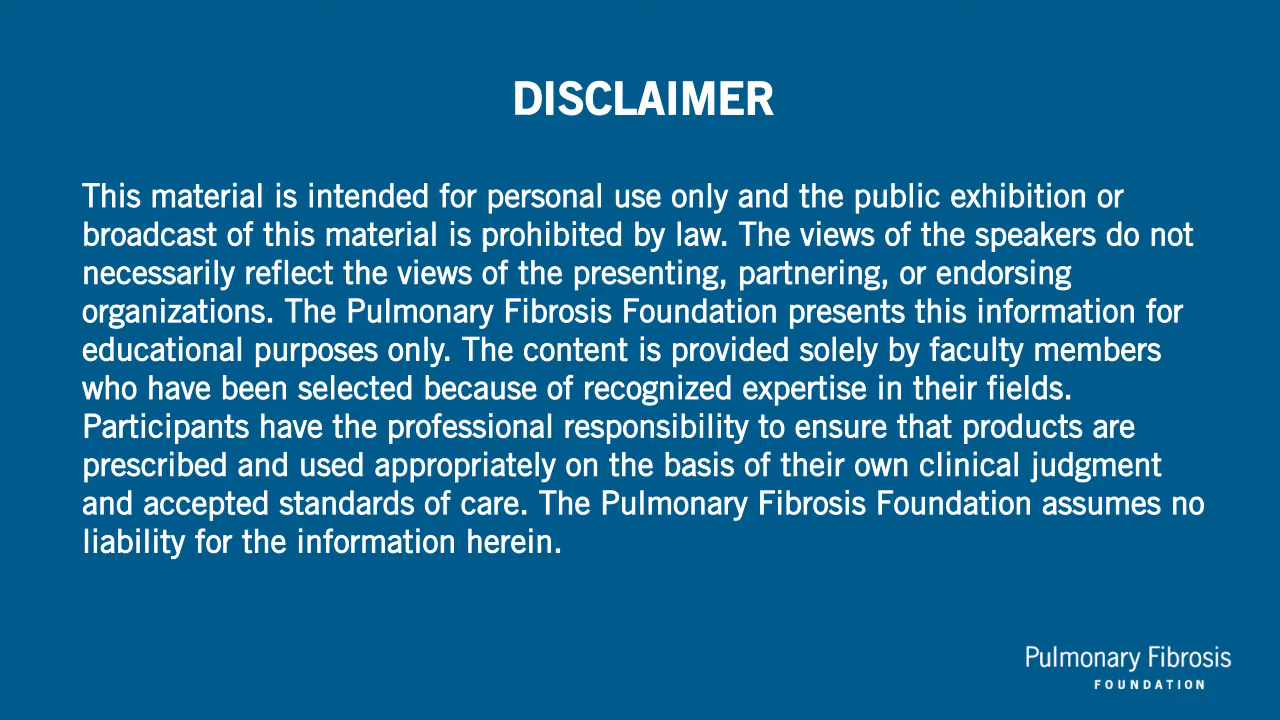 DISCLAIMER
This material is intended for personal use only and the public exhibition or
broadcast of this material is prohibited by law. The views of the speakers do not
necessarily reflect the views of the presenting, partnering, or endorsing
organizations. The Pulmonary Fibrosis Foundation presents this information for
educational purposes only. The content is provided solely by faculty members
who have been selected because of recognized expertise in their fields.
Participants have the professional responsibility to ensure that products are
prescribed and used appropriately on the basis of their own clinical judgment
and accepted standards of care. The Pulmonary Fibrosis Foundation assumes no
liability for the information herein.
Pulmonary Fibrosis
FOUNDATION